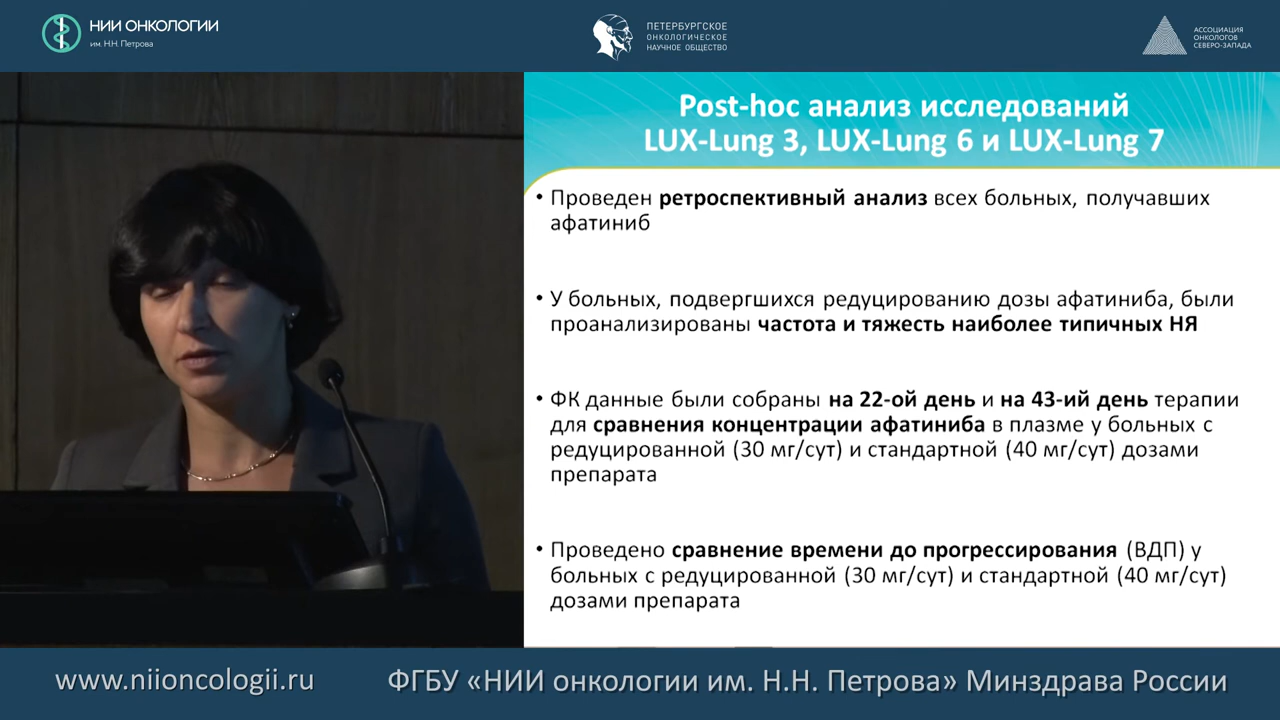 НИИ ОНКОЛОГИИ
им. Н.Н. Петрова
ПЕТЕРБУРГСКОЕ
ОНКОЛОГИЧЕСКОЕ
НАУЧНОЕ ОБЩЕСТВО
АССОЦИАЦИЯ
ОНКОЛОГОВ
СЕВЕРО-ЗАПАДА
Post-hoc анализ исследований
LUX-Lung 3, LUX-Lung 6 и LUX-Lung 7
• Проведен ретроспективный анализ всех больных, получавших
афатиниб
• У больных, подвергшихся редуцированию дозы афатиниба, были
проанализированы частота и тяжесть наиболее типичных НЯ
• ФК данные были собраны на 22-ой день и на 43-ий день терапии
для сравнения концентрации афатиниба в плазме у больных с
редуцированной (30 мг/сут) и стандартной (40 мг/сут) дозами
препарата
• Проведено сравнение времени до прогрессирования (ВДП) у
больных с редуцированной (30 мг/сут) и стандартной (40 мг/сут)
дозами препарата
www.niioncologii.ru
ФГБУ «НИИ онкологии им. Н.Н. Петрова» Минздрава России